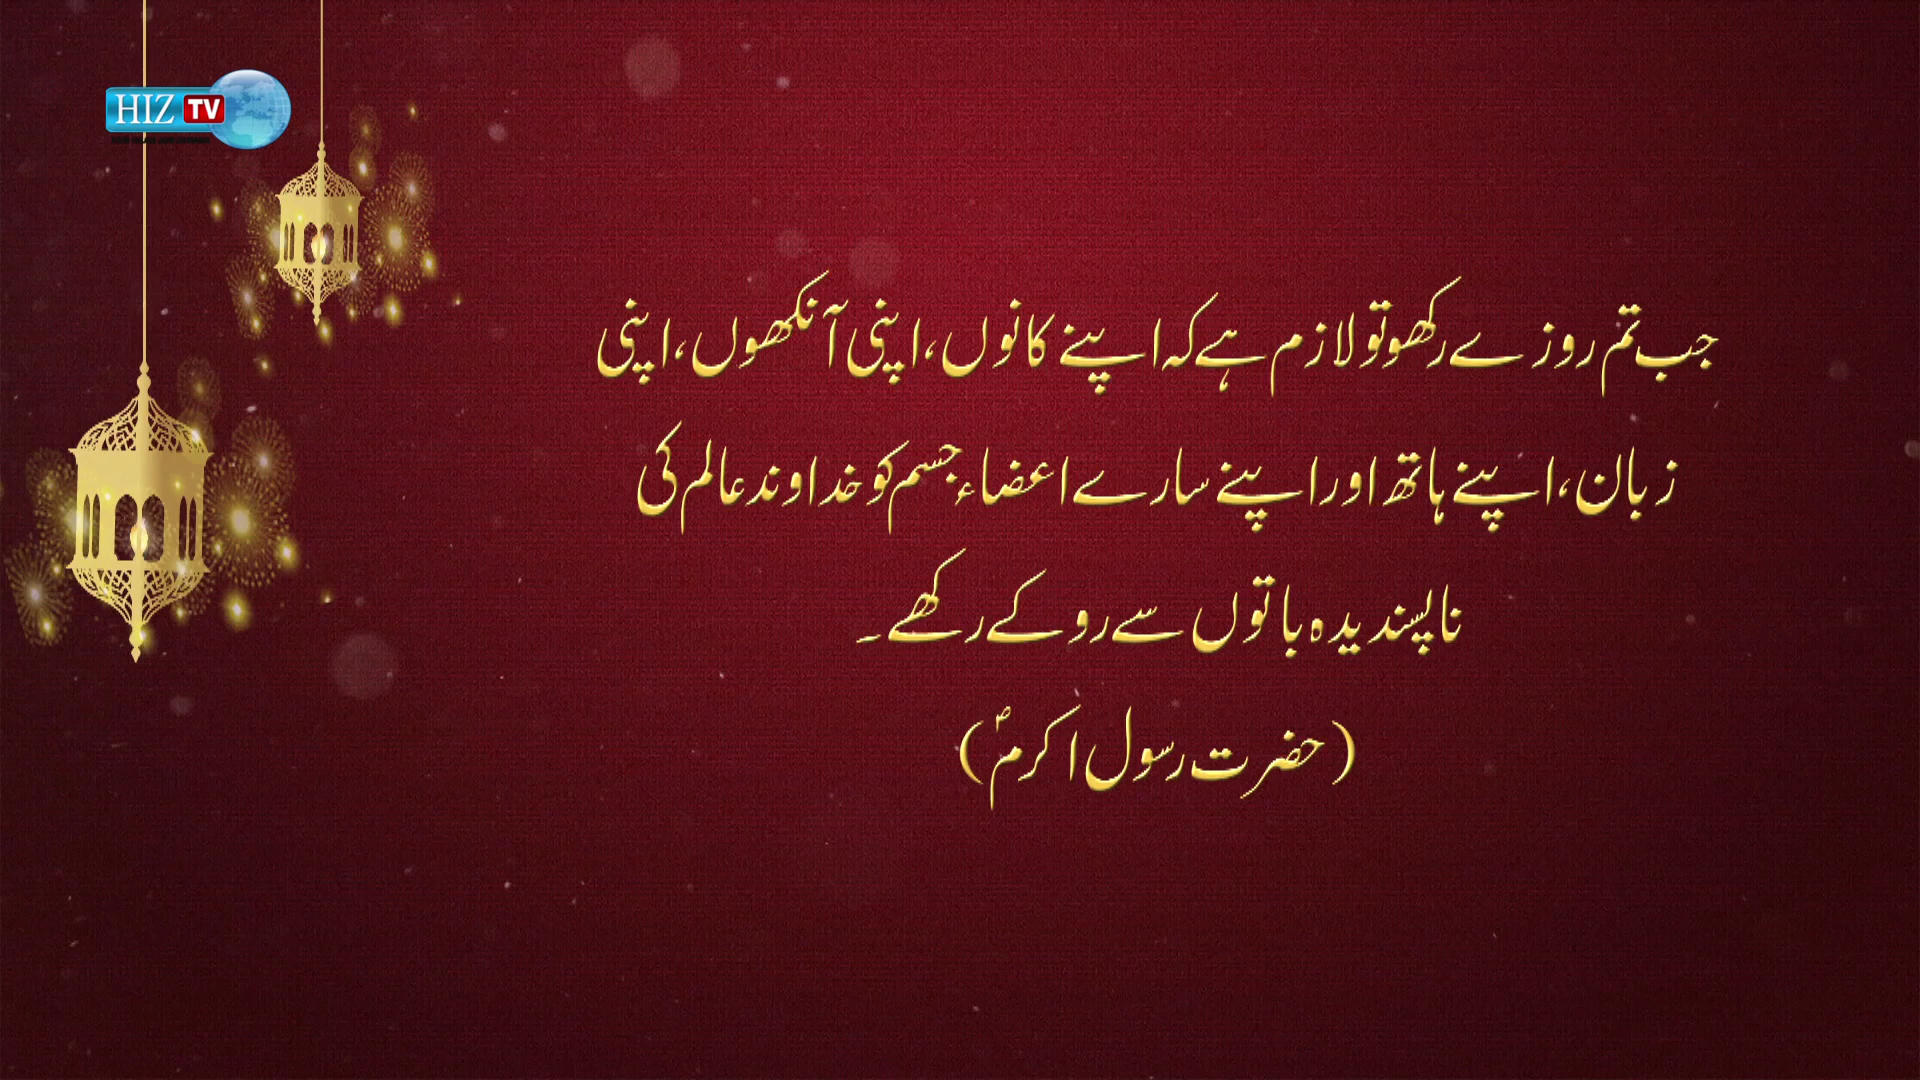 HIZ TV
جب تم روزے رکھو تو لازم ہے کہ اپنے کانوں، اپنی آنکھوں، اپنی
زبان، اپنے ہاتھ اور اپنے سارے اعضاء جسم کو خداوند عالم کی
ناپسندیدہ باتوں سے روکے رکھے۔
(حضرت رسول اکرمؐ)